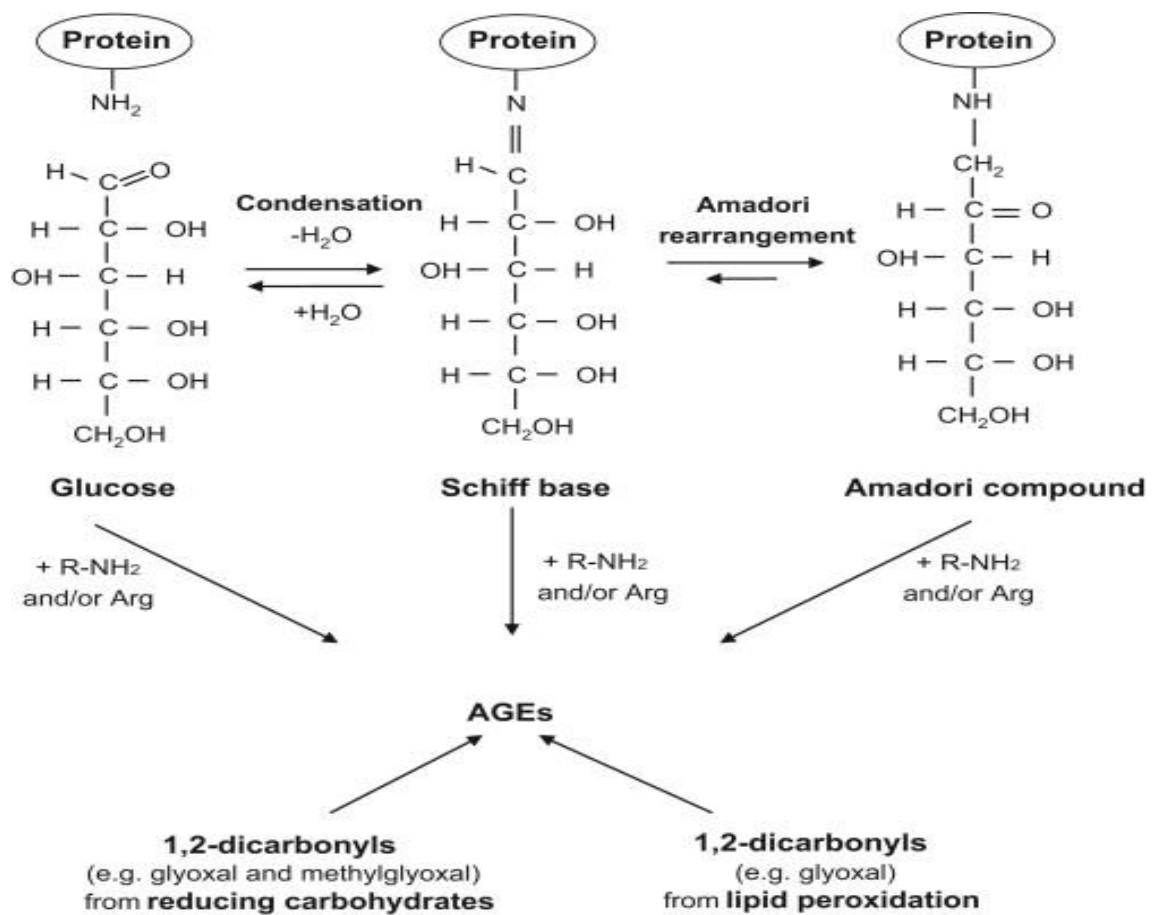 Protein
NH₂
H
C
O
H – C – OH
OH – C – H
H – C – OH
H – C – OH
CH₂OH
Glucose
Condensation
-H₂O
+H₂O
Protein
N
H
C
H – C – OH
OH – C – H
H – C – OH
H – C – OH
CH₂OH
Schiff base
Amadori
rearrangement
Protein
NH
CH₂
H – C = O
OH – C – H
H – C – OH
H – C – OH
CH₂OH
Amadori compound
+ R-NH₂
and/or Arg
+ R-NH₂
and/or Arg
+ R-NH₂
and/or Arg
AGEs
1,2-dicarbonyls
(e.g. glyoxal and methylglyoxal)
from reducing carbohydrates
1,2-dicarbonyls
(e.g. glyoxal)
from lipid peroxidation